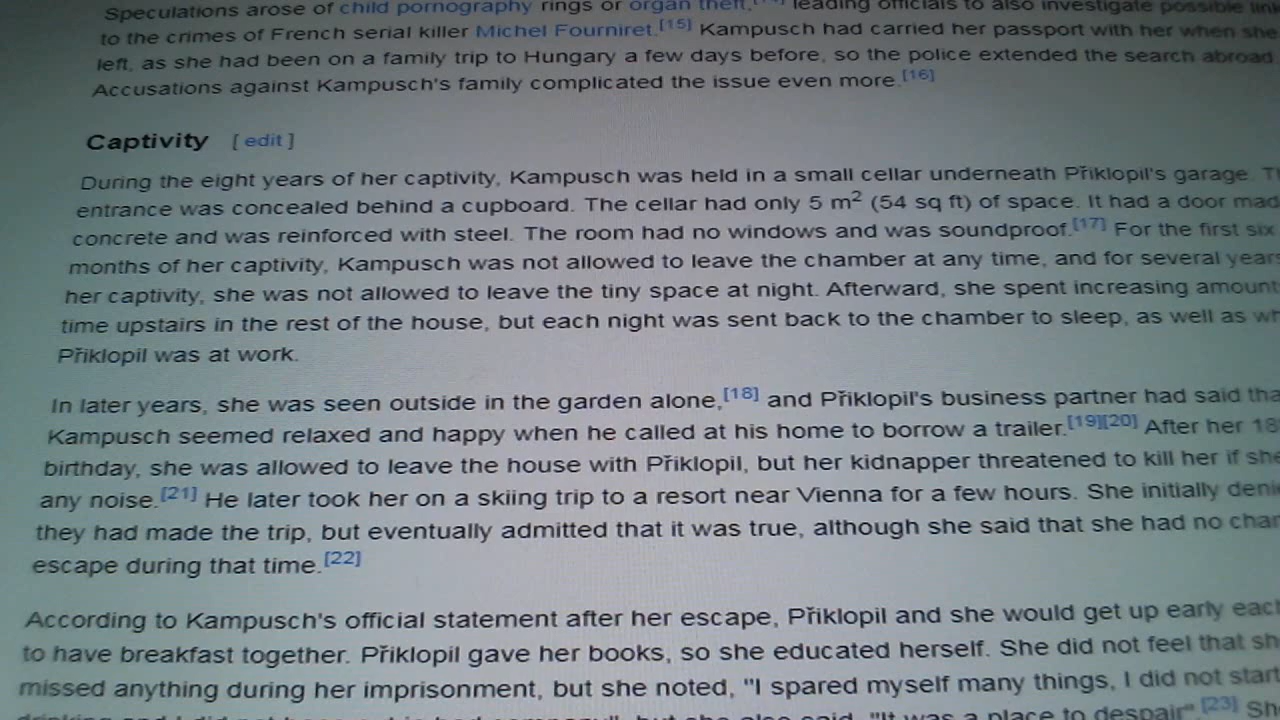 Speculations arose of child pornography rings or organ theft, leading officials to also investigate possible
to the crimes of French serial killer Michel Fourniret.[15] Kampusch had carried her passport with her when she
left, as she had been on a family trip to Hungary a few days before, so the police extended the search abroad
Accusations against Kampusch's family complicated the issue even more.[16]
Captivity [ edit ]
During the eight years of her captivity, Kampusch was held in a small cellar underneath Přiklopil's garage.
entrance was concealed behind a cupboard. The cellar had only 5 m² (54 sq ft) of space. It had a door mad
concrete and was reinforced with steel. The room had no windows and was soundproof.[17] For the first six
months of her captivity, Kampusch was not allowed to leave the chamber at any time, and for several years
her captivity, she was not allowed to leave the tiny space at night. Afterward, she spent increasing amount
time upstairs in the rest of the house, but each night was sent back to the chamber to sleep, as well as wh
Přiklopil was at work.
In later years, she was seen outside in the garden alone,[18] and Přiklopil's business partner had said tha
Kampusch seemed relaxed and happy when he called at his home to borrow a trailer.[19][20] After her 18
birthday, she was allowed to leave the house with Přiklopil, but her kidnapper threatened to kill her if she
any noise.[21] He later took her on a skiing trip to a resort near Vienna for a few hours. She initially deni
they had made the trip, but eventually admitted that it was true, although she said that she had no chan
escape during that time.[22]
According to Kampusch's official statement after her escape, Přiklopil and she would get up early each
to have breakfast together. Přiklopil gave her books, so she educated herself. She did not feel that sh
missed anything during her imprisonment, but she noted, "I spared myself many things, I did not start
but she also said, "It was a place to despair".[23] Sh